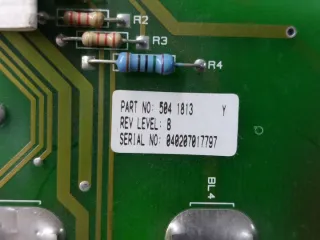 R2
R3
R4
PART NO: 504 1813 Y
REV LEVEL: B
SERIAL NO: 040207017797
BL4